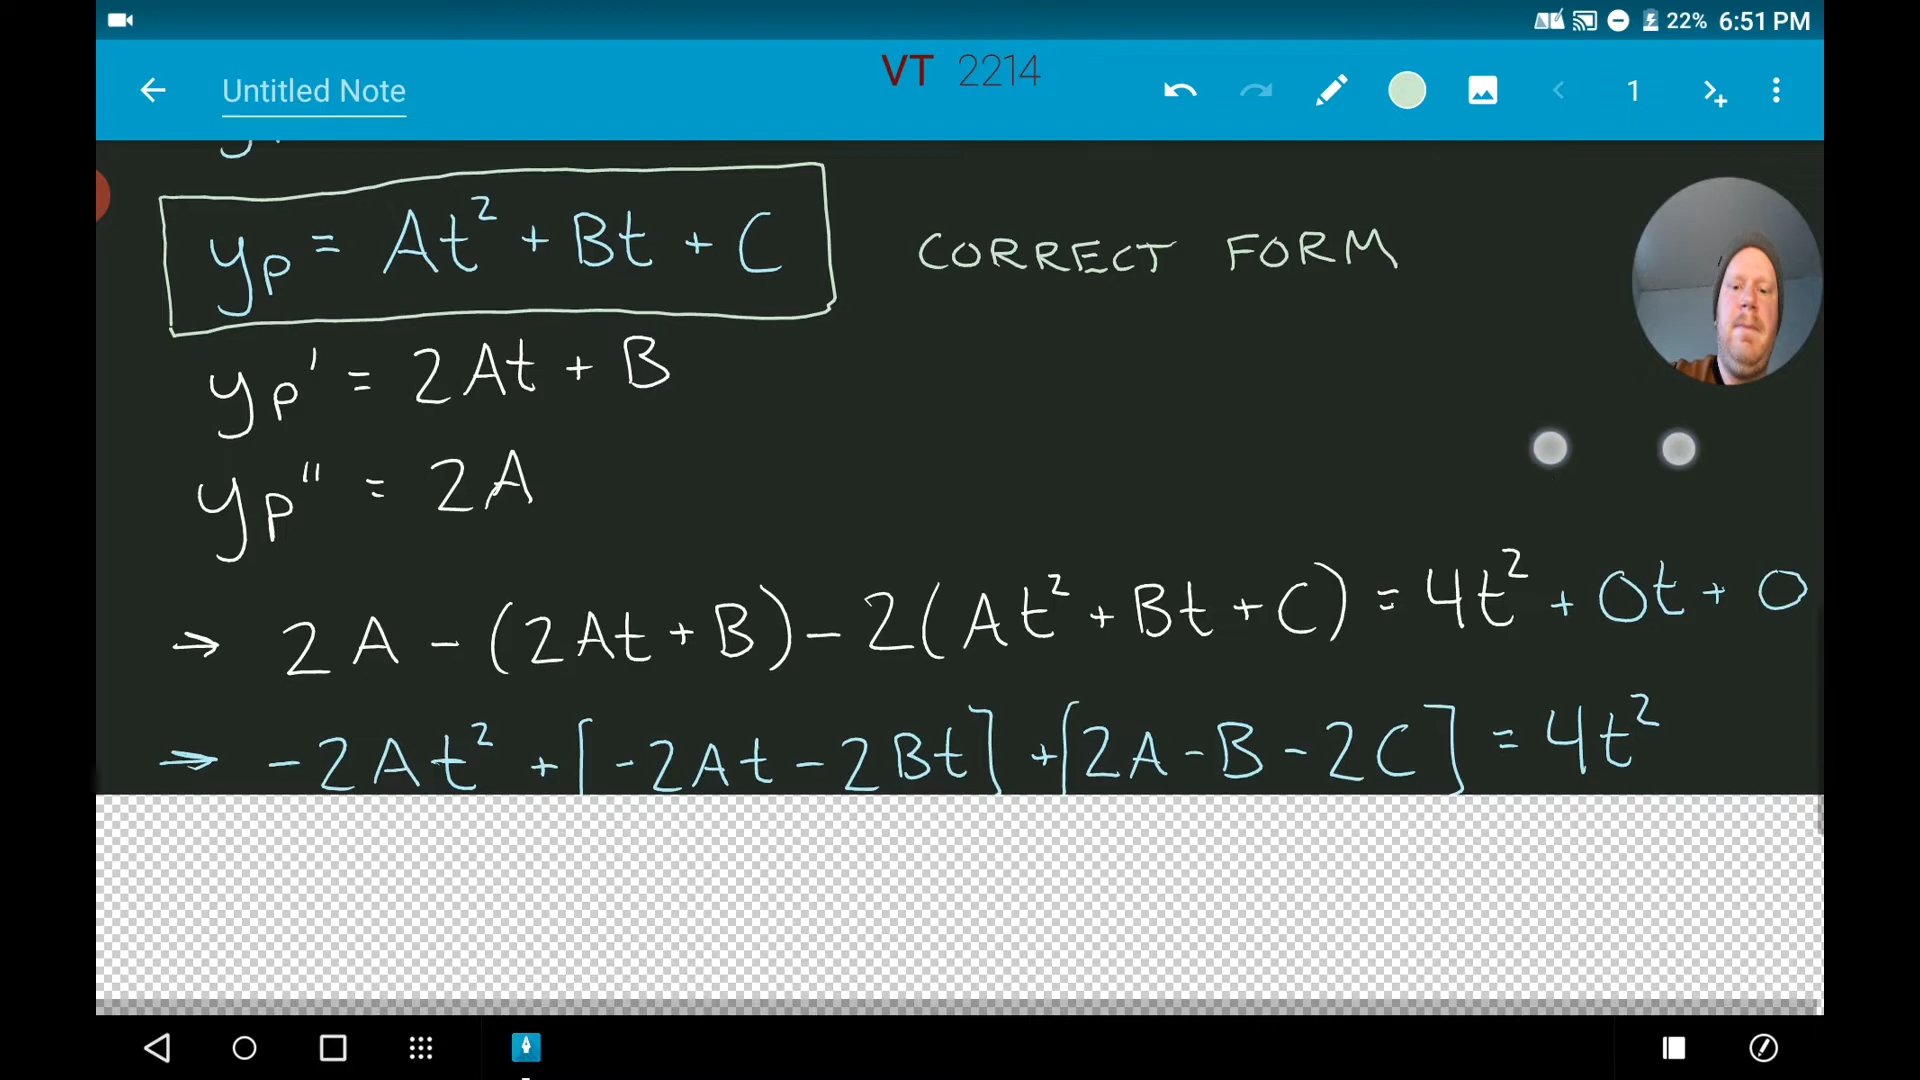 22% 6:51 PM
VT 2214
Untitled Note
1
yp = At² + Bt + C CORRECT FORM
yp' = 2At + B
yp" = 2A
→ 2A - (2At + B) - 2(At² + Bt + C) = 4t² + 0t + 0
→ -2At² + [-2At - 2Bt] + [2A - B - 2C] = 4t²